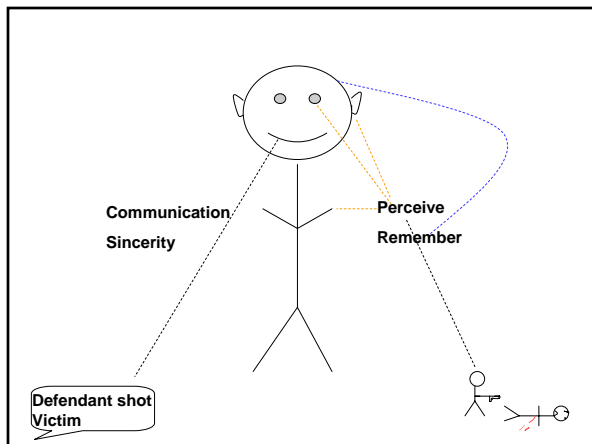 Communication
Sincerity
Perceive
Remember
Defendant shot
Victim